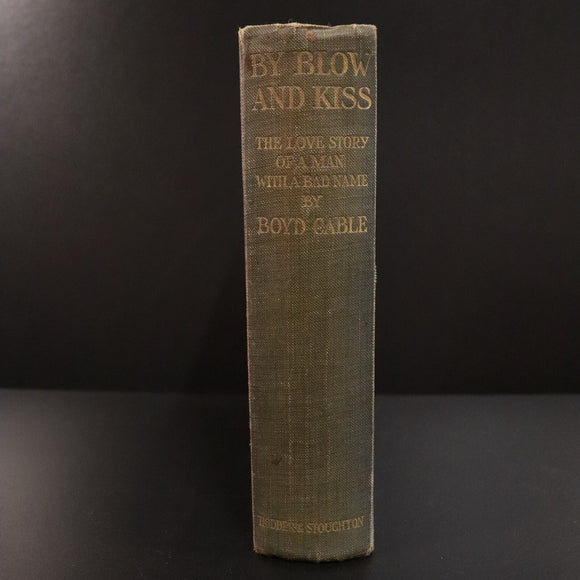 BY BLOW
AND KISS
THE LOVE STORY
OF A MAN
WITH A BAD NAME
BY
BOYD CABLE
HODDER & STOUGHTON